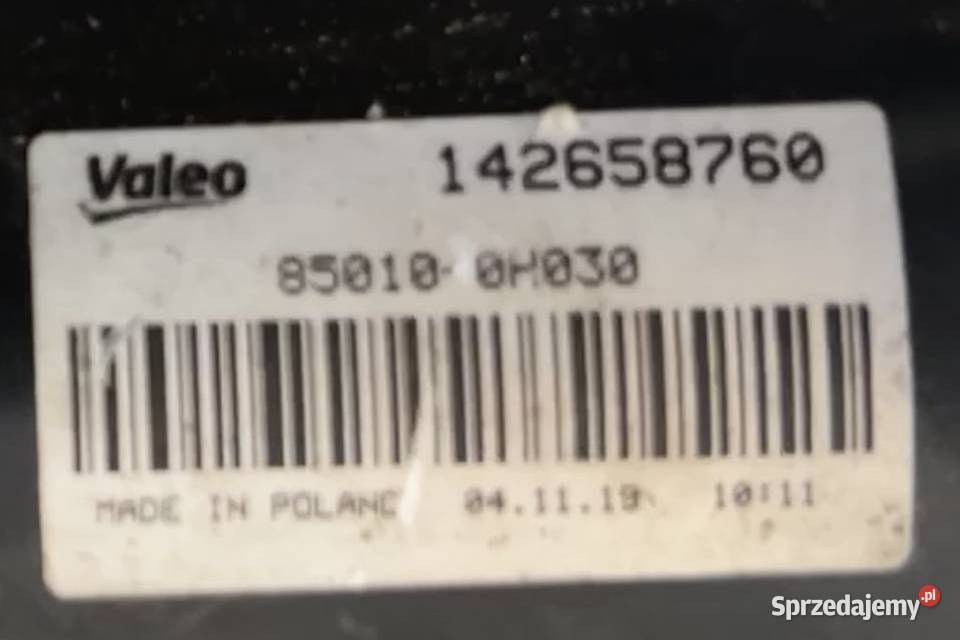 Valeo 142658760
85010-0H030
MADE IN POLAND 04.11.19 10:11
Sprzedajemy.pl